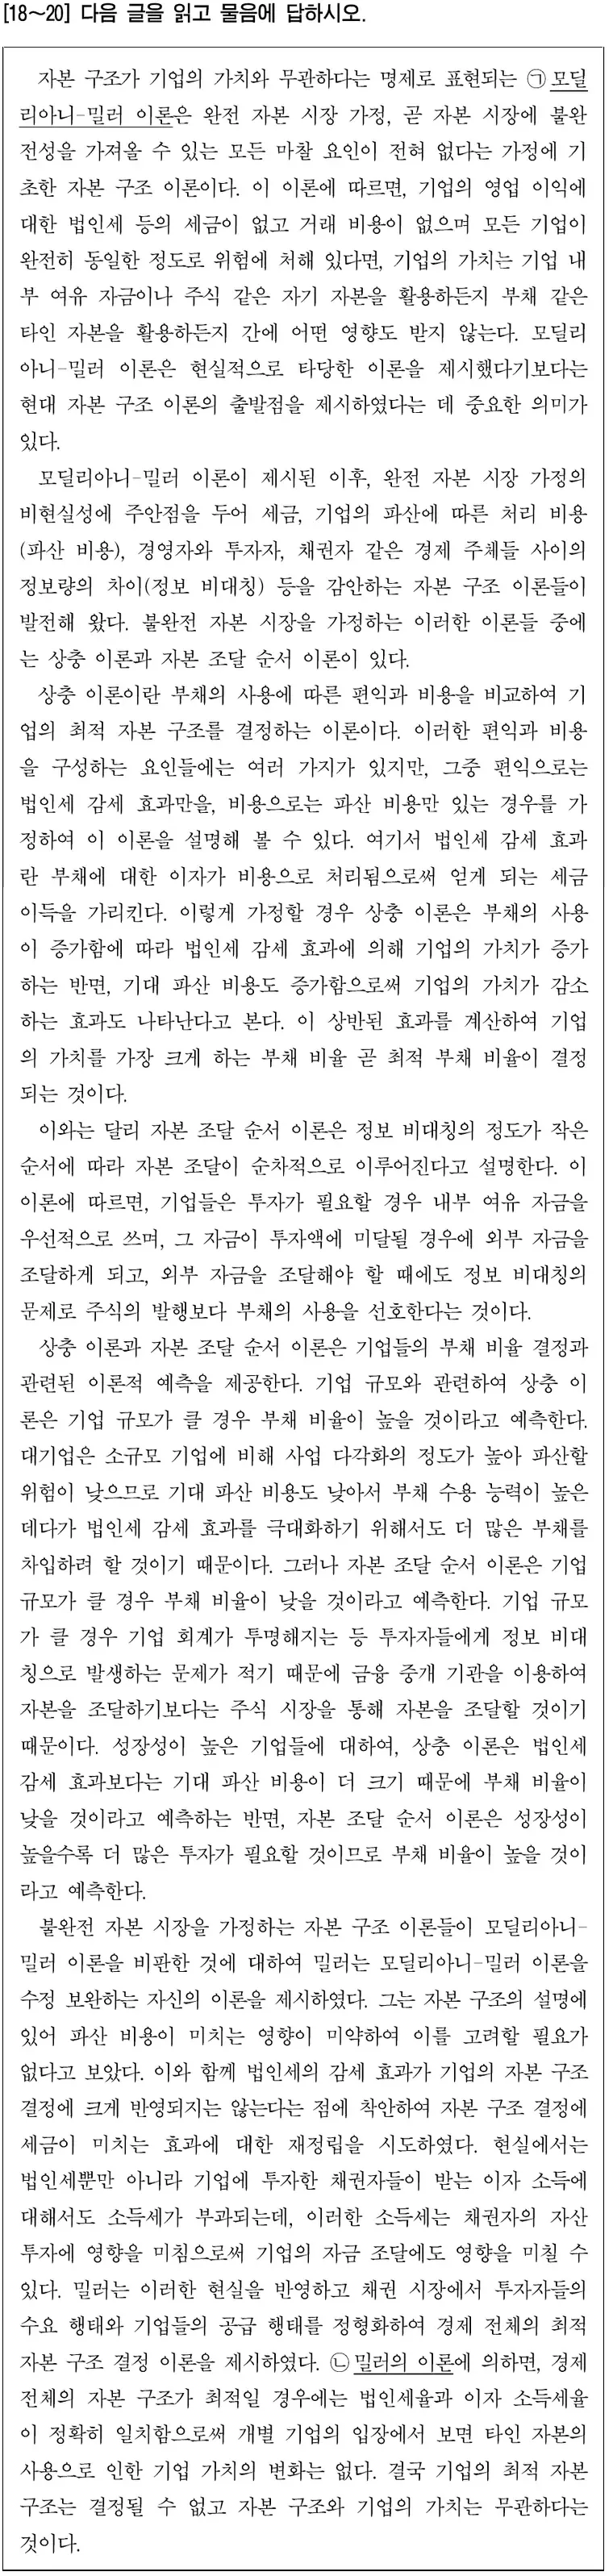 [18~20] 다음 글을 읽고 물음에 답하시오.
자본 구조가 기업의 가치와 무관하다는 명제로 표현되는 ㉠모딜
리아니-밀러 이론은 완전 자본 시장 가정, 곧 자본 시장에 불완
전성을 가져올 수 있는 모든 마찰 요인이 전혀 없다는 가정에 기
초한 자본 구조 이론이다. 이 이론에 따르면, 기업의 영업 이익에
대한 법인세 등의 세금이 없고 거래 비용이 없으며 모든 기업이
완전히 동일한 정도로 위험에 처해 있다면, 기업의 가치는 기업 내
부 여유 자금이나 주식 같은 자기 자본을 활용하든지 부채 같은
타인 자본을 활용하든지 간에 어떤 영향도 받지 않는다. 모딜리
아니-밀러 이론은 현실적으로 타당한 이론을 제시했다기보다는
현대 자본 구조 이론의 출발점을 제시하였다는 데 중요한 의미가
있다.
모딜리아니-밀러 이론이 제시된 이후, 완전 자본 시장 가정의
비현실성에 주안점을 두어 세금, 기업의 파산에 따른 처리 비용
(파산 비용), 경영자와 투자자, 채권자 같은 경제 주체들 사이의
정보량의 차이(정보 비대칭) 등을 감안하는 자본 구조 이론들이
발전해 왔다. 불완전 자본 시장을 가정하는 이러한 이론들 중에
는 상충 이론과 자본 조달 순서 이론이 있다.
상충 이론이란 부채의 사용에 따른 편익과 비용을 비교하여 기
업의 최적 자본 구조를 결정하는 이론이다. 이러한 편익과 비용
을 구성하는 요인들에는 여러 가지가 있지만, 그중 편익으로는
법인세 감세 효과만을, 비용으로는 파산 비용만 있는 경우를 가
정하여 이 이론을 설명해 볼 수 있다. 여기서 법인세 감세 효과
란 부채에 대한 이자가 비용으로 처리됨으로써 얻게 되는 세금
이득을 가리킨다. 이렇게 가정할 경우 상충 이론은 부채의 사용
이 증가함에 따라 법인세 감세 효과에 의해 기업의 가치가 증가
하는 반면, 기대 파산 비용도 증가함으로써 기업의 가치가 감소
하는 효과도 나타난다고 본다. 이 상반된 효과를 계산하여 기업
의 가치를 가장 크게 하는 부채 비율 곧 최적 부채 비율이 결정
되는 것이다.
이와는 달리 자본 조달 순서 이론은 정보 비대칭의 정도가 작은
순서에 따라 자본 조달이 순차적으로 이루어진다고 설명한다. 이
이론에 따르면, 기업들은 투자가 필요할 경우 내부 여유 자금을
우선적으로 쓰며, 그 자금이 투자액에 미달될 경우에 외부 자금을
조달하게 되고, 외부 자금을 조달해야 할 때에도 정보 비대칭의
문제로 주식의 발행보다 부채의 사용을 선호한다는 것이다.
상충 이론과 자본 조달 순서 이론은 기업들의 부채 비율 결정과
관련된 이론적 예측을 제공한다. 기업 규모와 관련하여 상충 이
론은 기업 규모가 클 경우 부채 비율이 높을 것이라고 예측한다.
대기업은 소규모 기업에 비해 사업 다각화의 정도가 높아 파산할
위험이 낮으므로 기대 파산 비용도 낮아서 부채 수용 능력이 높은
데다가 법인세 감세 효과를 극대화하기 위해서도 더 많은 부채를
차입하려 할 것이기 때문이다. 그러나 자본 조달 순서 이론은 기업
규모가 클 경우 부채 비율이 낮을 것이라고 예측한다. 기업 규모
가 클 경우 기업 회계가 투명해지는 등 투자자들에게 정보 비대
칭으로 발생하는 문제가 적기 때문에 금융 중개 기관을 이용하여
자본을 조달하기보다는 주식 시장을 통해 자본을 조달할 것이기
때문이다. 성장성이 높은 기업들에 대하여, 상충 이론은 법인세
감세 효과보다는 기대 파산 비용이 더 크기 때문에 부채 비율이
낮을 것이라고 예측하는 반면, 자본 조달 순서 이론은 성장성이
높을수록 더 많은 투자가 필요할 것이므로 부채 비율이 높을 것이
라고 예측한다.
불완전 자본 시장을 가정하는 자본 구조 이론들이 모딜리아니-
밀러 이론을 비판한 것에 대하여 밀러는 모딜리아니-밀러 이론을
수정 보완하는 자신의 이론을 제시하였다. 그는 자본 구조의 설명에
있어 파산 비용이 미치는 영향이 미약하여 이를 고려할 필요가
없다고 보았다. 이와 함께 법인세의 감세 효과가 기업의 자본 구조
결정에 크게 반영되지는 않는다는 점에 착안하여 자본 구조 결정에
세금이 미치는 효과에 대한 재정립을 시도하였다. 현실에서는
법인세뿐만 아니라 기업에 투자한 채권자들이 받는 이자 소득에
대해서도 소득세가 부과되는데, 이러한 소득세는 채권자의 자산
투자에 영향을 미침으로써 기업의 자금 조달에도 영향을 미칠 수
있다. 밀러는 이러한 현실을 반영하고 채권 시장에서 투자자들의
수요 행태와 기업들의 공급 행태를 정형화하여 경제 전체의 최적
자본 구조 결정 이론을 제시하였다. ㉡밀러의 이론에 의하면, 경제
전체의 자본 구조가 최적일 경우에는 법인세율과 이자 소득세율
이 정확히 일치함으로써 개별 기업의 입장에서 보면 타인 자본의
사용으로 인한 기업 가치의 변화는 없다. 결국 기업의 최적 자본
구조는 결정될 수 없고 자본 구조와 기업의 가치는 무관하다는
것이다.